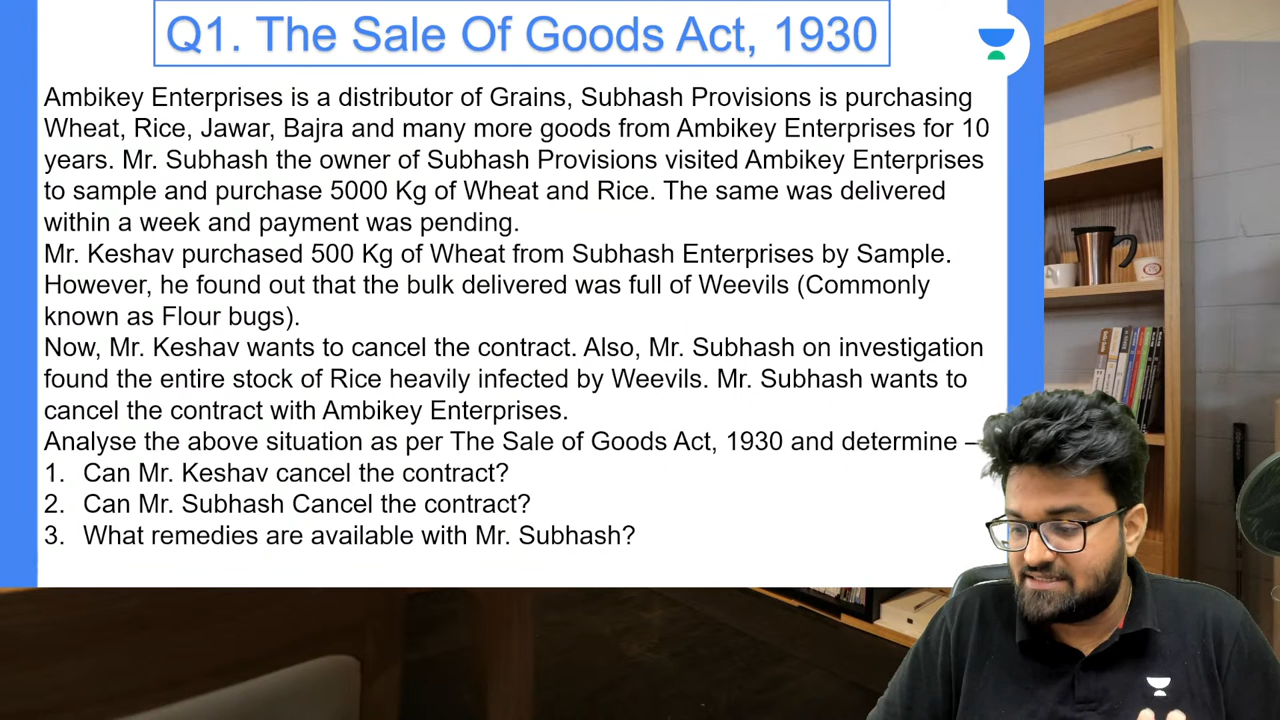 Q1. The Sale Of Goods Act, 1930
Ambikey Enterprises is a distributor of Grains, Subhash Provisions is purchasing
Wheat, Rice, Jawar, Bajra and many more goods from Ambikey Enterprises for 10
years. Mr. Subhash the owner of Subhash Provisions visited Ambikey Enterprises
to sample and purchase 5000 Kg of Wheat and Rice. The same was delivered
within a week and payment was pending.
Mr. Keshav purchased 500 Kg of Wheat from Subhash Enterprises by Sample.
However, he found out that the bulk delivered was full of Weevils (Commonly
known as Flour bugs).
Now, Mr. Keshav wants to cancel the contract. Also, Mr. Subhash on investigation
found the entire stock of Rice heavily infected by Weevils. Mr. Subhash wants to
cancel the contract with Ambikey Enterprises.
Analyse the above situation as per The Sale of Goods Act, 1930 and determine –
1. Can Mr. Keshav cancel the contract?
2. Can Mr. Subhash Cancel the contract?
3. What remedies are available with Mr. Subhash?